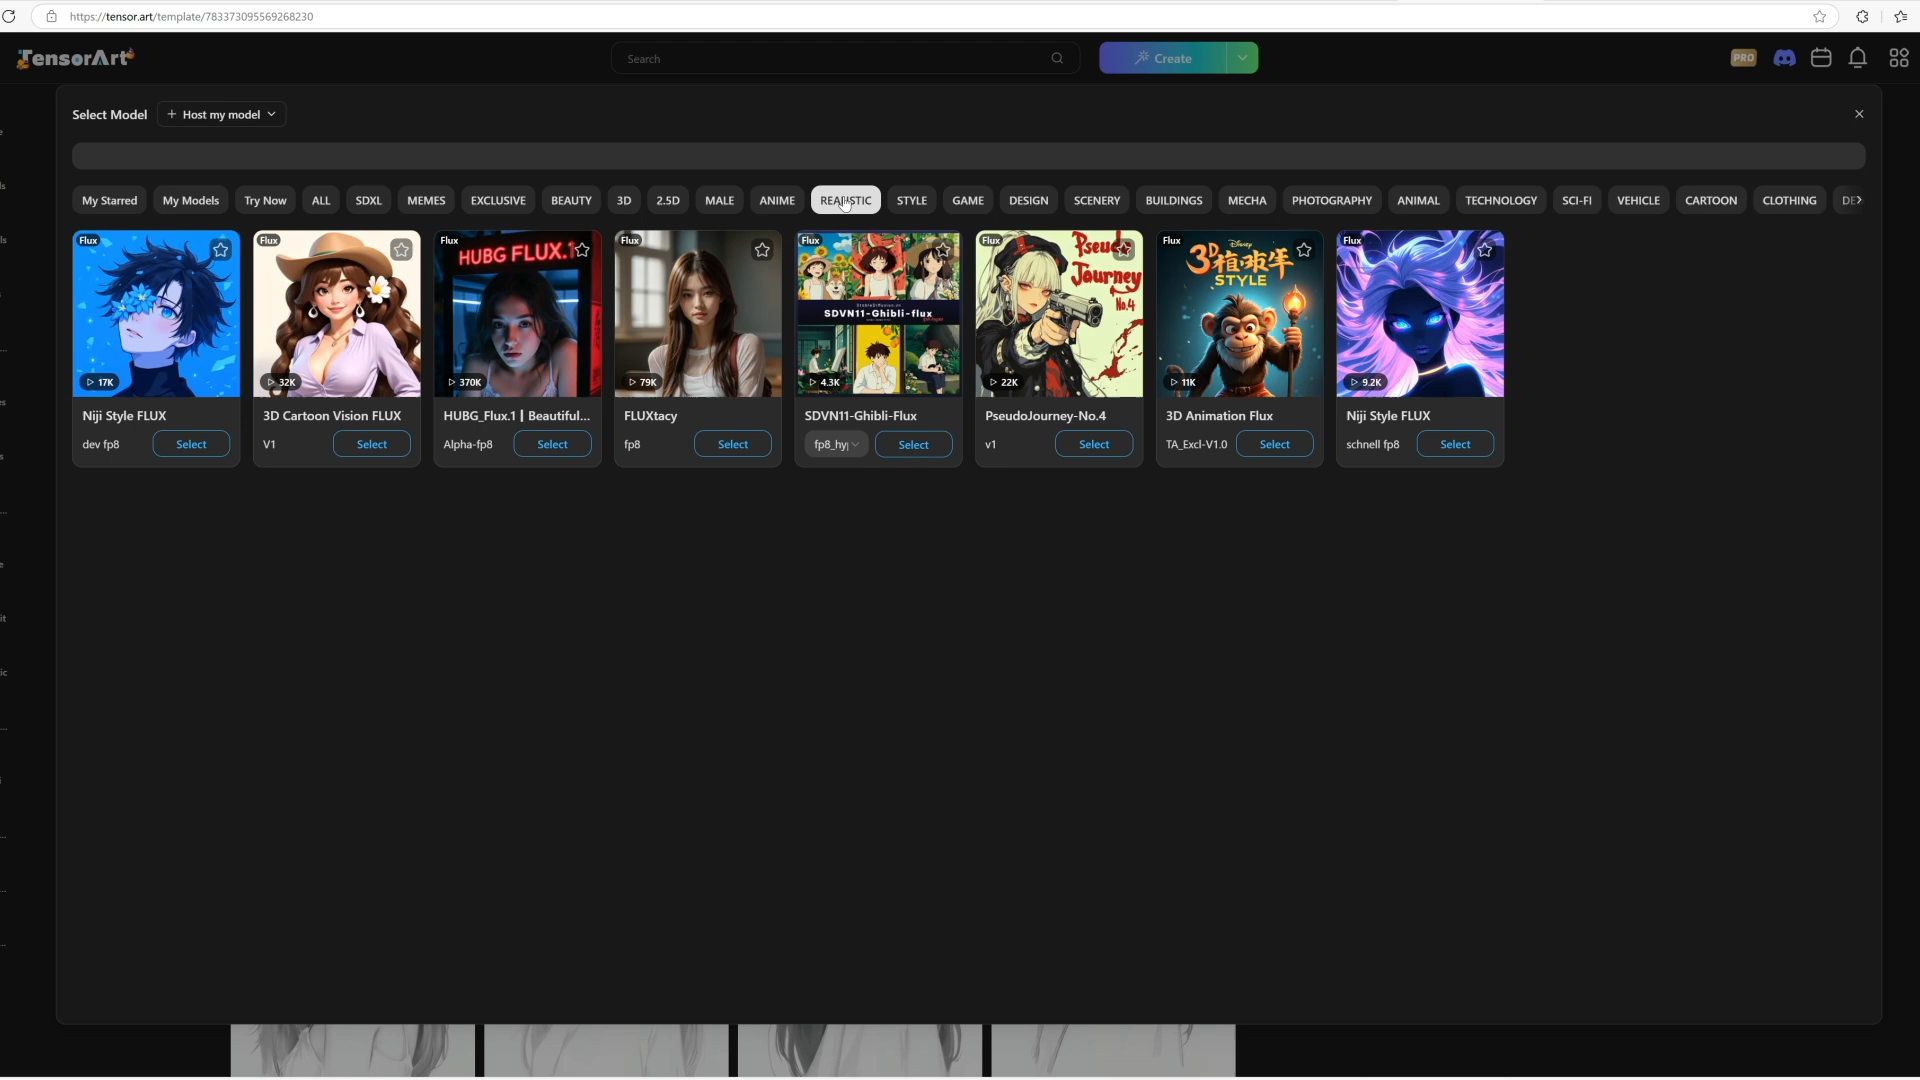 https://tensor.art/template/783373095569268230
TensorArt
Search
Create
PRO
Select Model
+ Host my model
My Starred
My Models
Try Now
ALL
SDXL
MEMES
EXCLUSIVE
BEAUTY
3D
2.5D
MALE
ANIME
REALISTIC
STYLE
GAME
DESIGN
SCENERY
BUILDINGS
MECHA
PHOTOGRAPHY
ANIMAL
TECHNOLOGY
SCI-FI
VEHICLE
CARTOON
CLOTHING
Flux
17K
Niji Style FLUX
dev fp8
Select
Flux
32K
3D Cartoon Vision FLUX
V1
Select
Flux
HUBG FLUX.1
370K
HUBG_Flux.1 | Beautiful...
Alpha-fp8
Select
Flux
79K
FLUXtacy
fp8
Select
Flux
SDVN11-Ghibli-flux
4.3K
SDVN11-Ghibli-Flux
fp8_hy
Select
Flux
Pseudo
Journey
No.4
22K
PseudoJourney-No.4
v1
Select
Flux
Disney
3D
STYLE
11K
3D Animation Flux
TA_Excl-V1.0
Select
Flux
9.2K
Niji Style FLUX
schnell fp8
Select